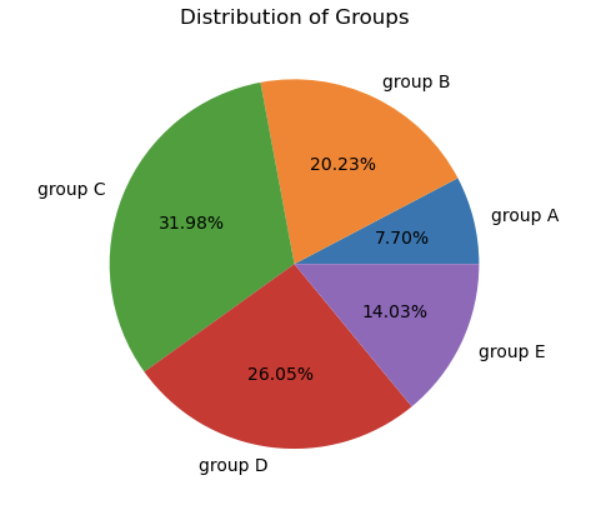 Distribution of Groups
group B
20.23%
group C
31.98%
group A
7.70%
14.03%
group E
26.05%
group D